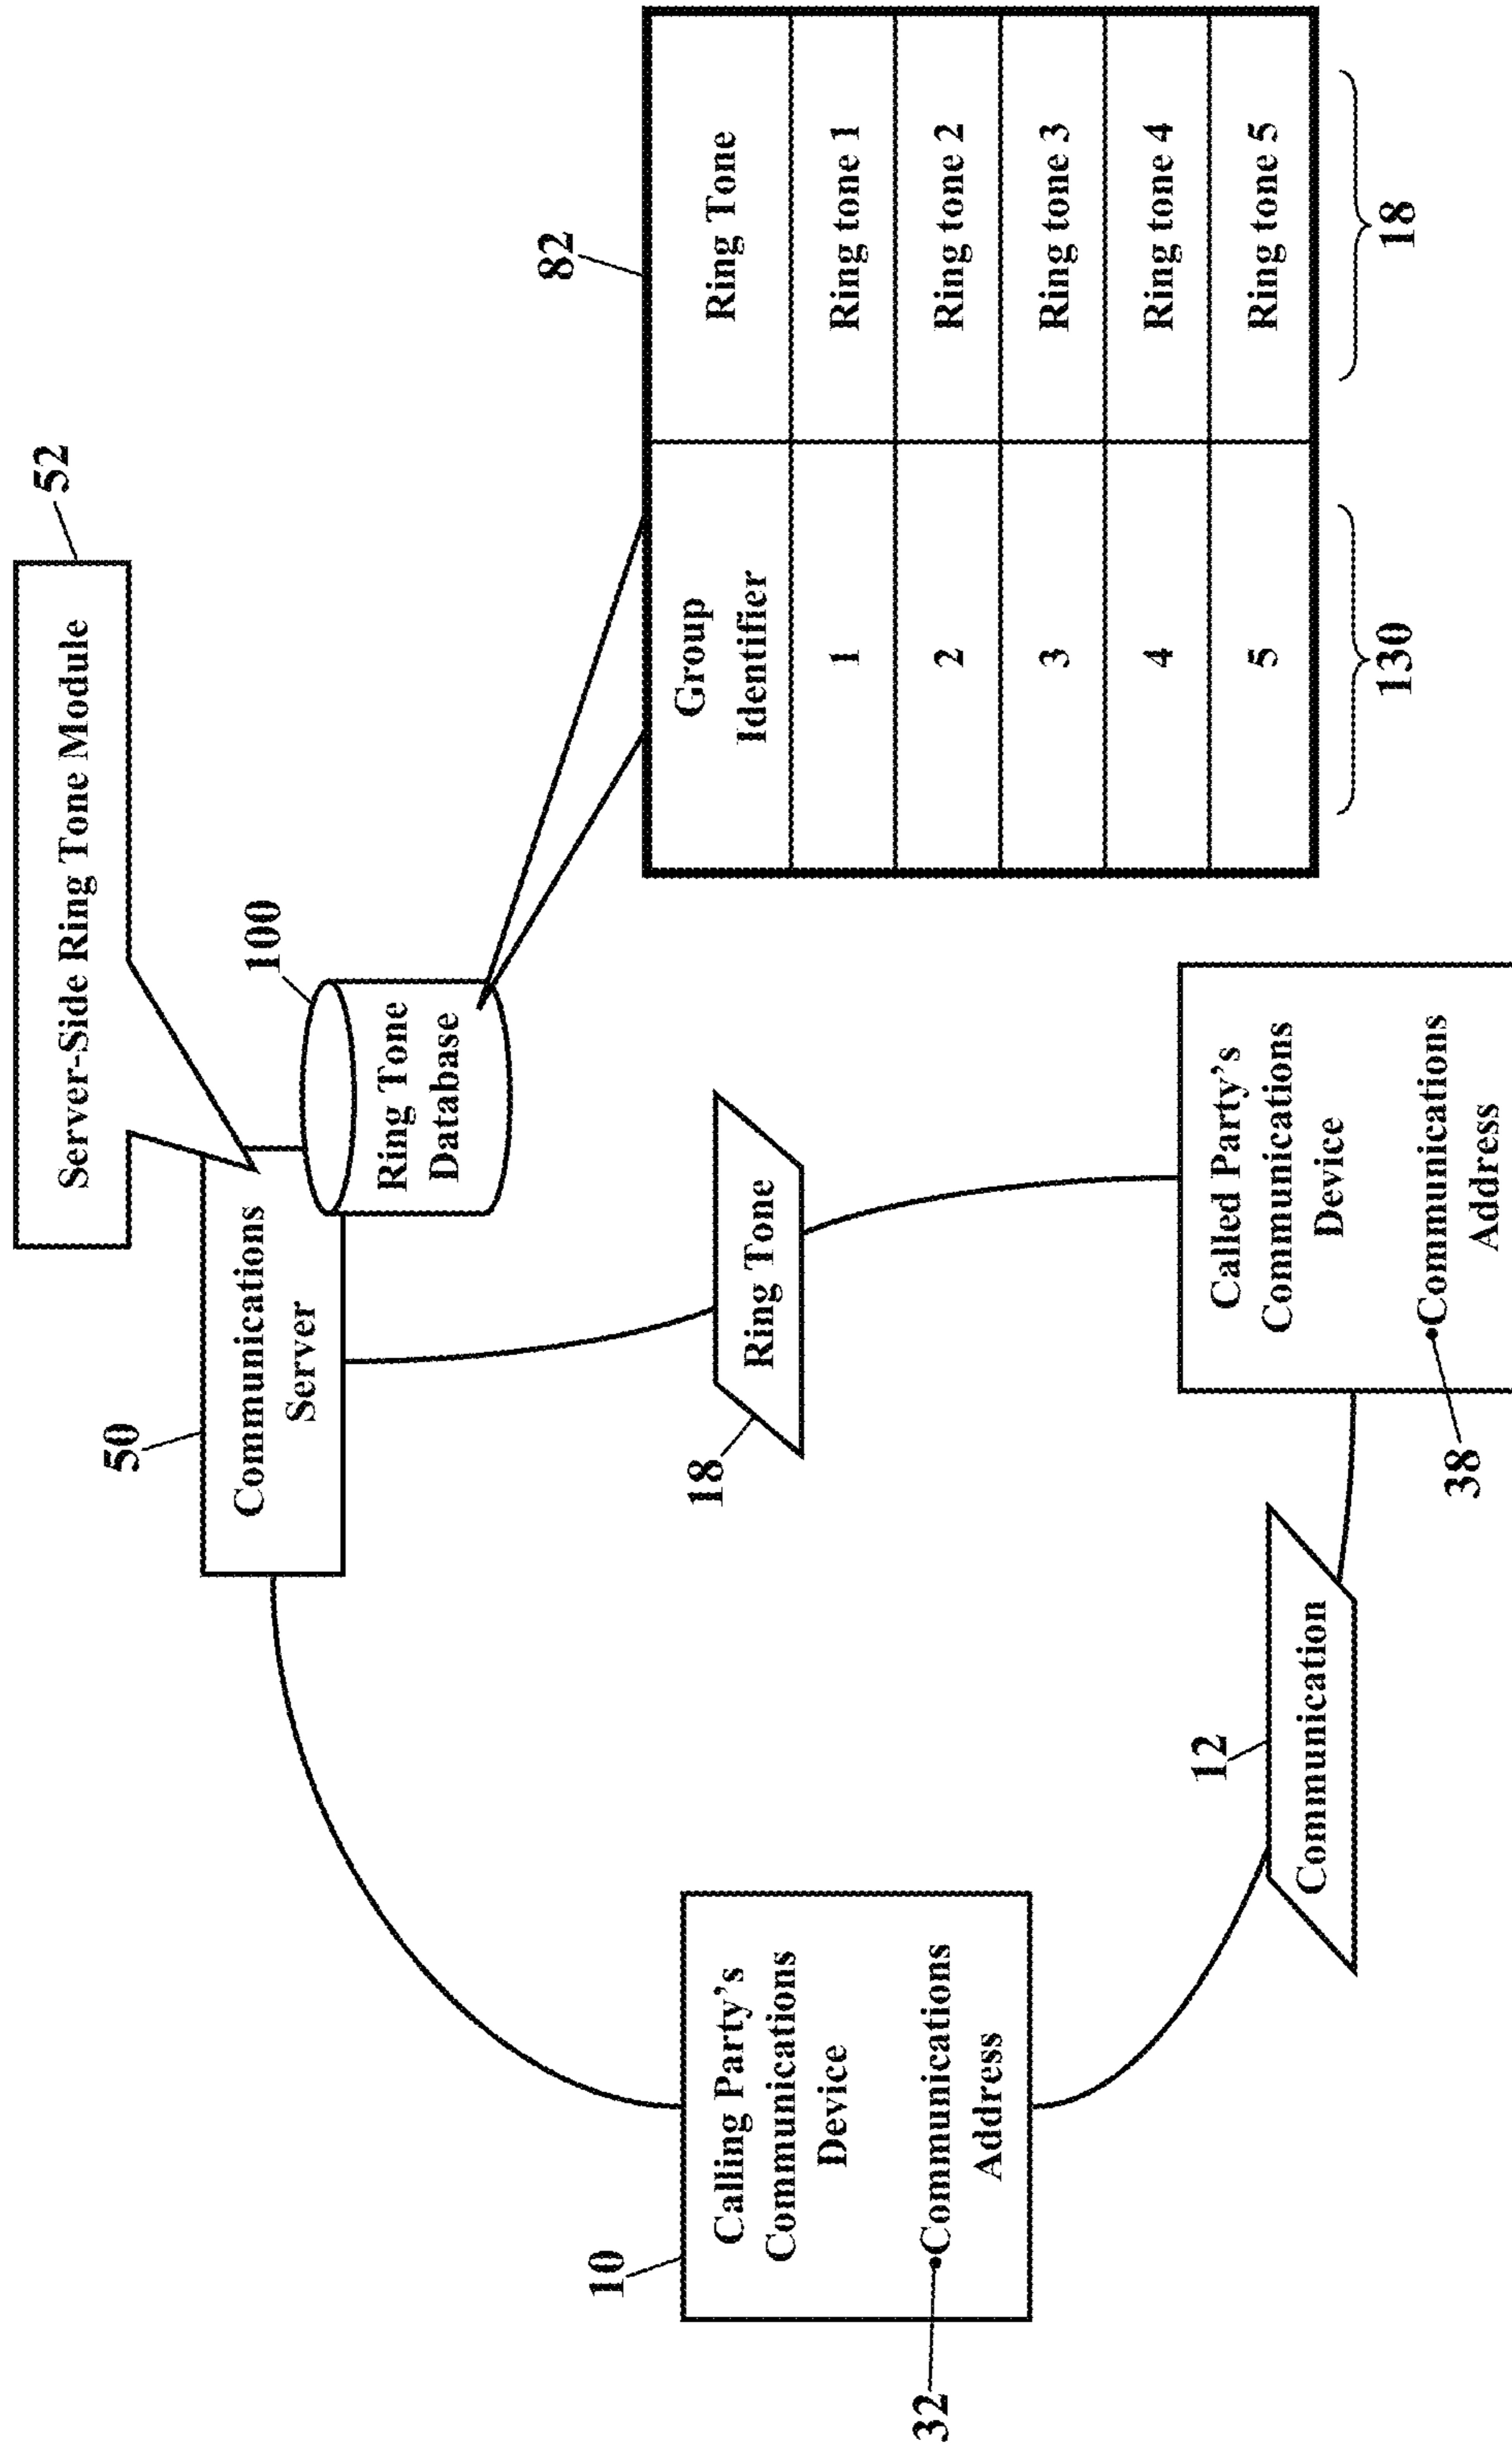 52
Server-Side Ring Tone Module
50
Communications
Server
100
Ring Tone
Database
82
Group
Identifier
Ring Tone
1
Ring tone 1
2
Ring tone 2
3
Ring tone 3
4
Ring tone 4
5
Ring tone 5
130
18
18
Ring Tone
10
Calling Party's
Communications
Device
32
Communications
Address
12
Communication
Called Party's
Communications
Device
38
Communications
Address